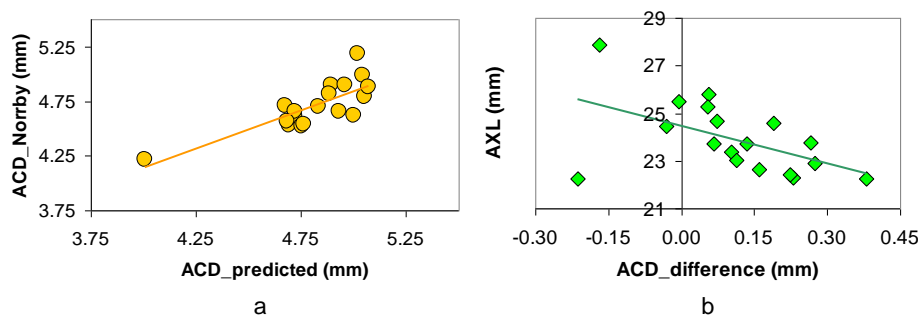 ACD_Norrby (mm)
5.25
4.75
4.25
3.75
3.75 4.25 4.75 5.25
ACD_predicted (mm)
a
AXL (mm)
29
27
25
23
21
-0.30 -0.15 0.00 0.15 0.30 0.45
ACD_difference (mm)
b